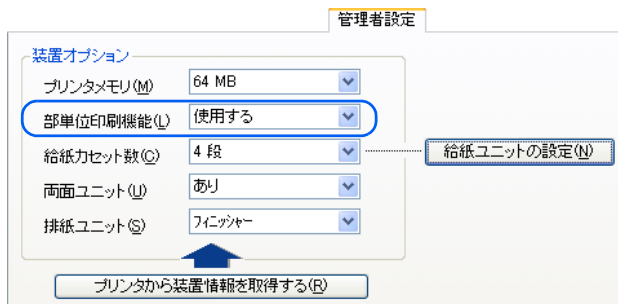 管理者設定
装置オプション
プリンタメモリ(M) 64 MB
部単位印刷機能(L) 使用する
給紙カセット数(C) 4 段 給紙ユニットの設定(N)
両面ユニット(U) あり
排紙ユニット(S) フィニッシャー
プリンタから装置情報を取得する(R)